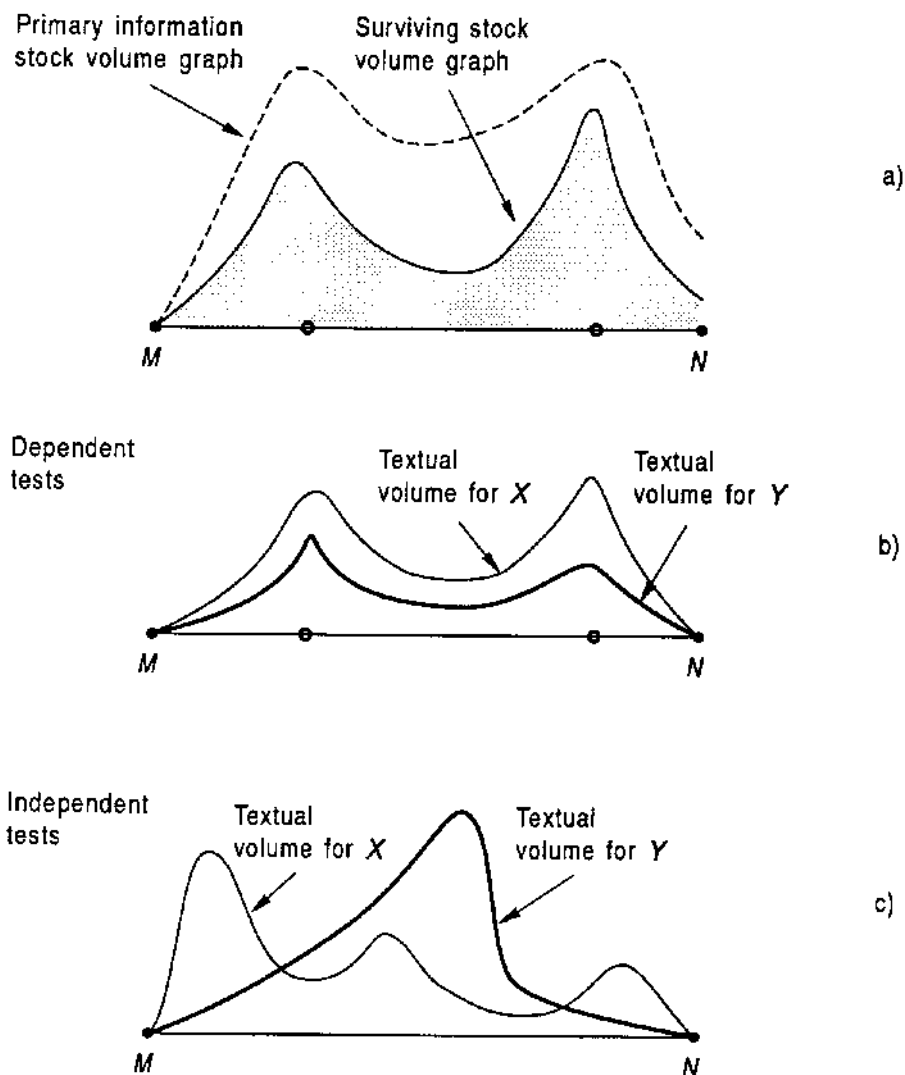 Primary information
stock volume graph
Surviving stock
volume graph
a)
M
N
Dependent
tests
Textual
volume for X
Textual
volume for Y
b)
M
N
Independent
tests
Textual
volume for X
Textual
volume for Y
c)
M
N